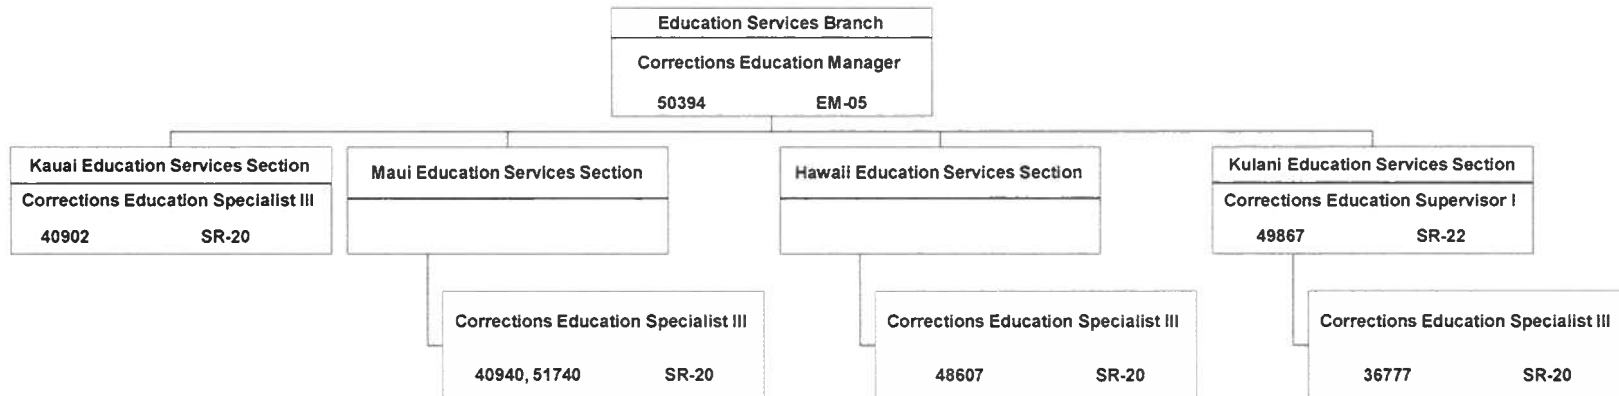 Education Services Branch
Corrections Education Manager
50394 EM-05
Kauai Education Services Section
Corrections Education Specialist III
40902 SR-20
Maui Education Services Section
Hawaii Education Services Section
Kulani Education Services Section
Corrections Education Supervisor I
49867 SR-22
Corrections Education Specialist III
40940, 51740 SR-20
Corrections Education Specialist III
48607 SR-20
Corrections Education Specialist III
36777 SR-20